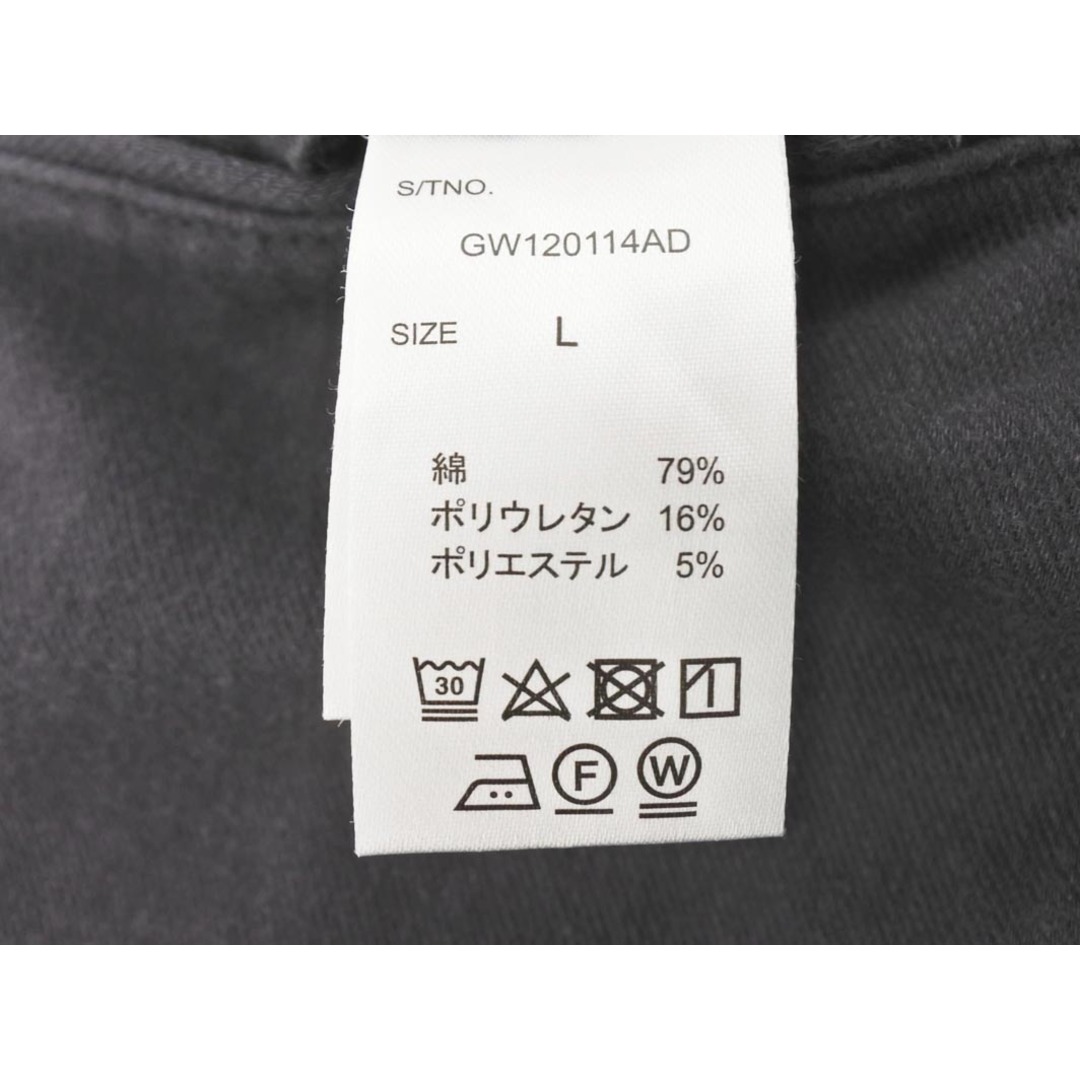 S/TNO.
GW120114AD
SIZE L
綿 79%
ポリウレタン 16%
ポリエステル 5%
30
F W